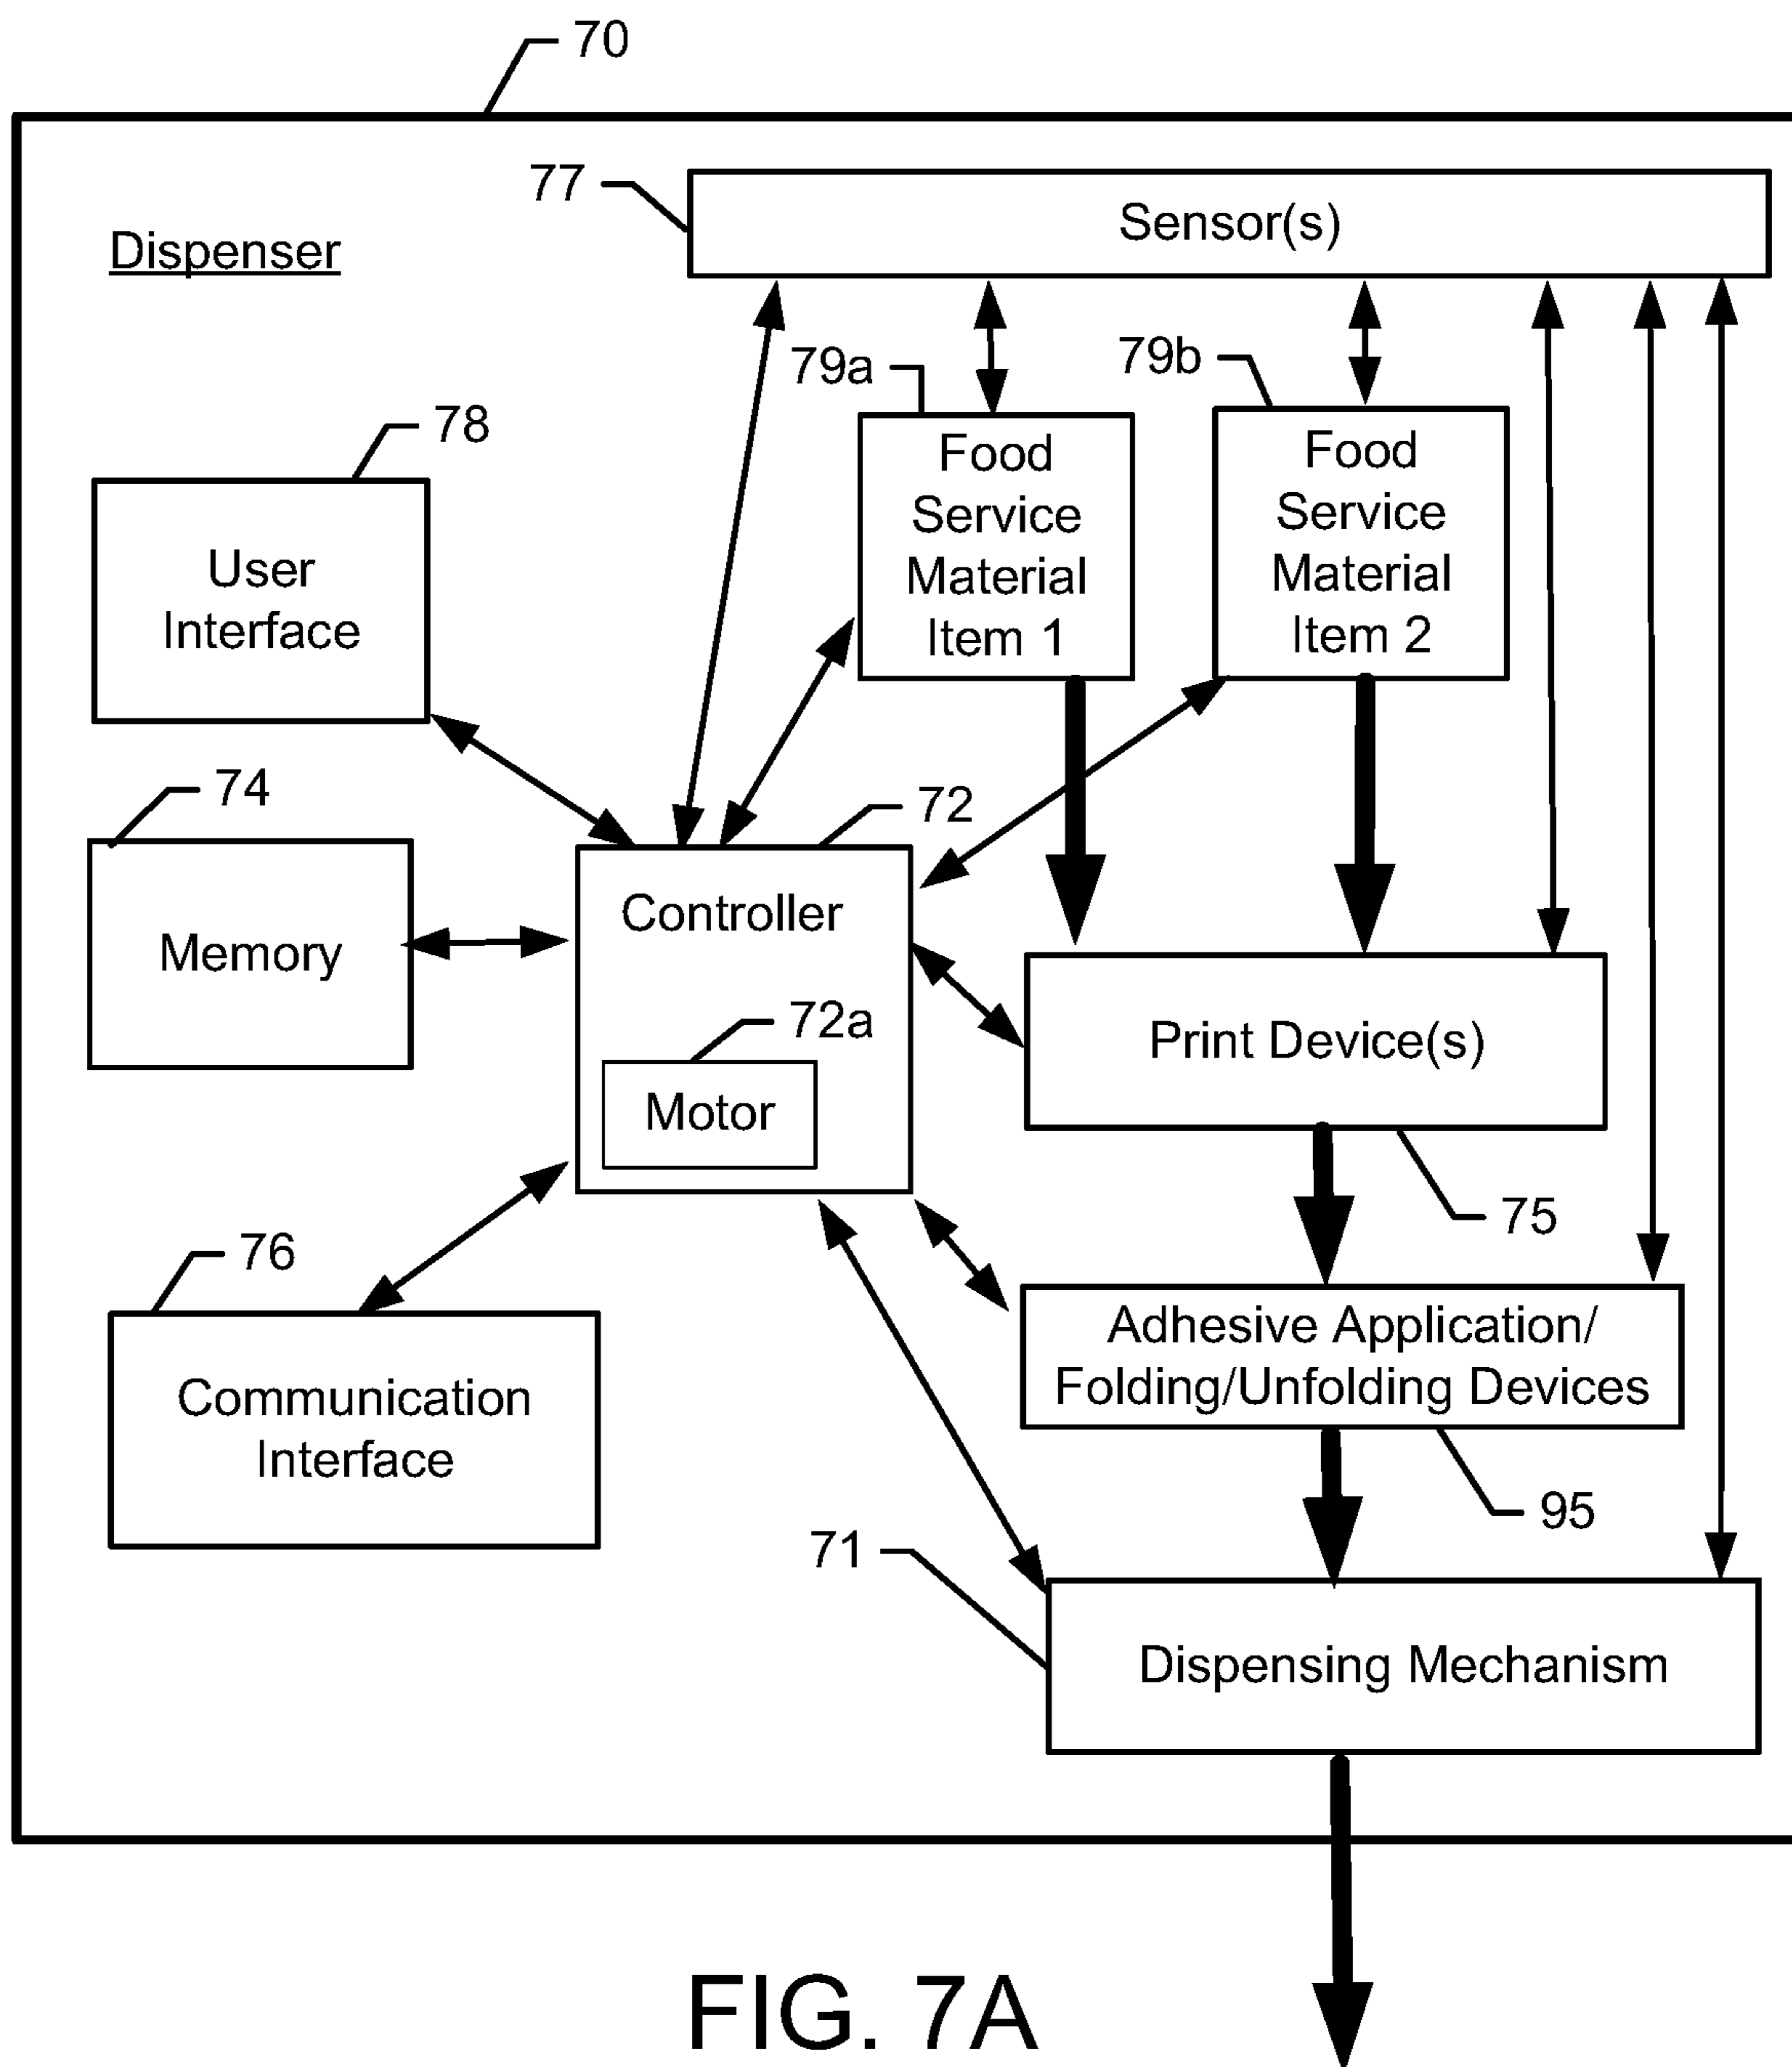 70
77
Sensor(s)
Dispenser
79a
79b
78
Food
Service
Material
Item 1
Food
Service
Material
Item 2
User
Interface
74
72
Controller
Memory
72a
Motor
Print Device(s)
75
76
Adhesive Application/
Folding/Unfolding Devices
Communication
Interface
95
71
Dispensing Mechanism
FIG. 7A